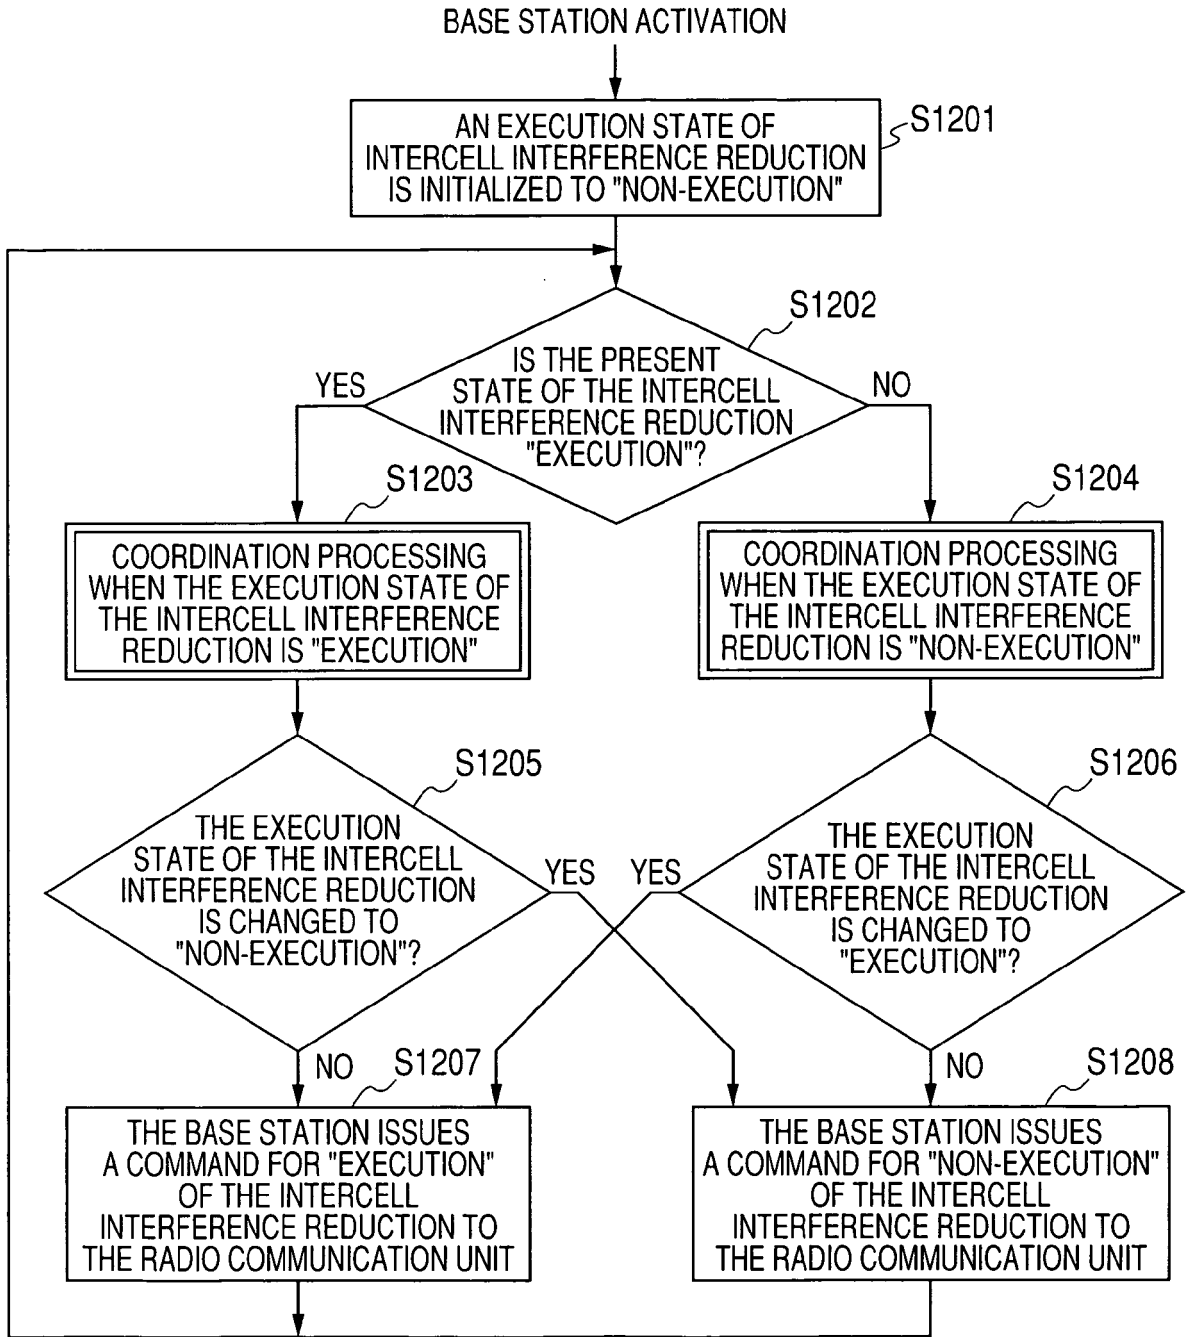 BASE STATION ACTIVATION
AN EXECUTION STATE OF
INTERCELL INTERFERENCE REDUCTION
IS INITIALIZED TO "NON-EXECUTION"
S1201
S1202
IS THE PRESENT
STATE OF THE INTERCELL
INTERFERENCE REDUCTION
"EXECUTION"?
YES
NO
S1203
COORDINATION PROCESSING
WHEN THE EXECUTION STATE OF
THE INTERCELL INTERFERENCE
REDUCTION IS "EXECUTION"
S1204
COORDINATION PROCESSING
WHEN THE EXECUTION STATE OF
THE INTERCELL INTERFERENCE
REDUCTION IS "NON-EXECUTION"
S1205
THE EXECUTION
STATE OF THE INTERCELL
INTERFERENCE REDUCTION
IS CHANGED TO
"NON-EXECUTION"?
YES
NO
S1206
THE EXECUTION
STATE OF THE INTERCELL
INTERFERENCE REDUCTION
IS CHANGED TO
"EXECUTION"?
YES
NO
S1207
THE BASE STATION ISSUES
A COMMAND FOR "EXECUTION"
OF THE INTERCELL
INTERFERENCE REDUCTION TO
THE RADIO COMMUNICATION UNIT
S1208
THE BASE STATION ISSUES
A COMMAND FOR "NON-EXECUTION"
OF THE INTERCELL
INTERFERENCE REDUCTION TO
THE RADIO COMMUNICATION UNIT